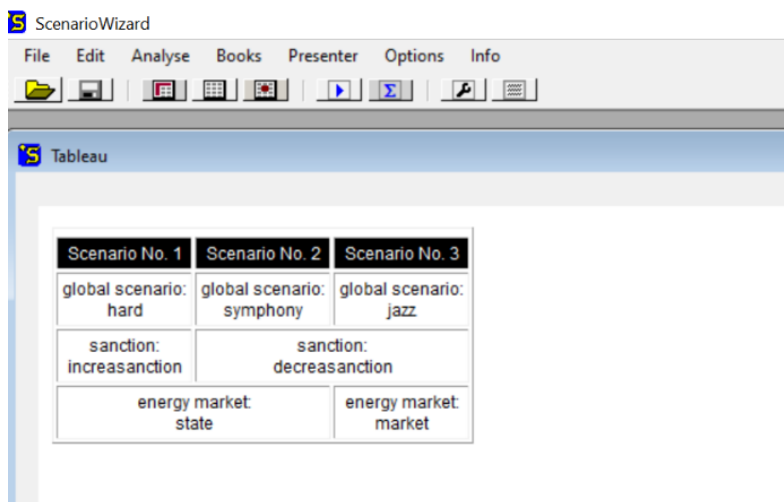 ScenarioWizard
File Edit Analyse Books Presenter Options Info
Tableau
Scenario No. 1 Scenario No. 2 Scenario No. 3
global scenario: global scenario: global scenario:
hard symphony jazz
sanction: sanction:
increasanction decreasanction
energy market: energy market:
state market